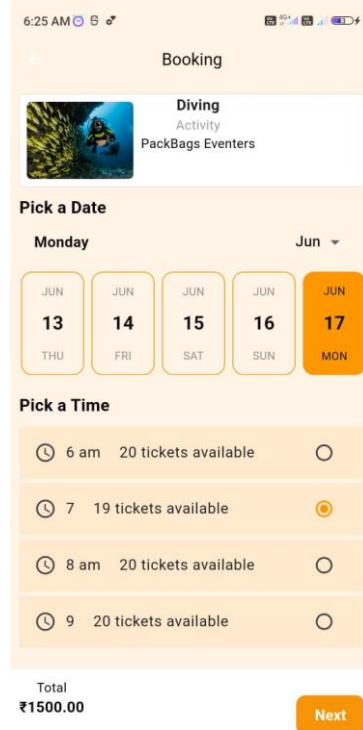 6:25 AM
Booking
Diving
Activity
PackBags Eventers
Pick a Date
Monday Jun
JUN JUN JUN JUN JUN
13 14 15 16 17
THU FRI SAT SUN MON
Pick a Time
6 am 20 tickets available
7 19 tickets available
8 am 20 tickets available
9 20 tickets available
Total
₹1500.00
Next